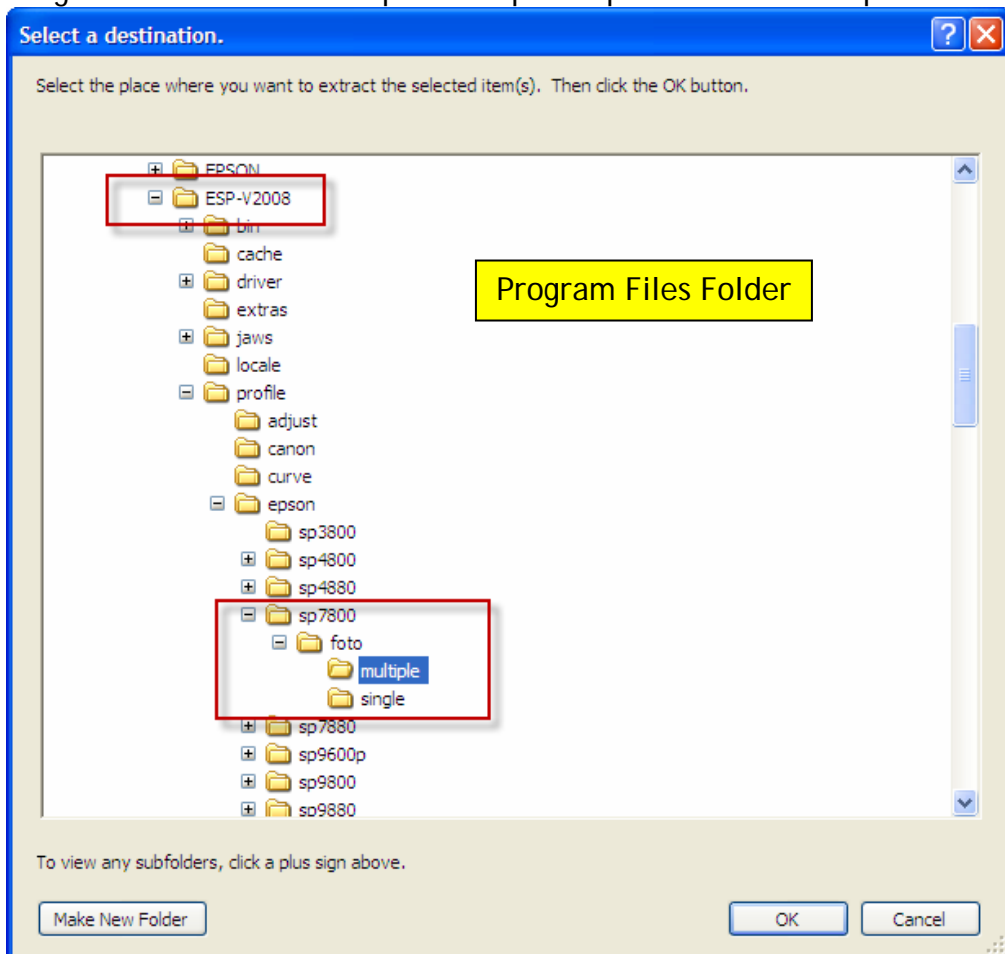 Select a destination.
Select the place where you want to extract the selected item(s). Then click the OK button.
EPSON
ESP-V2008
bin
cache
driver
extras
jaws
locale
profile
adjust
canon
curve
epson
sp3800
sp4800
sp4880
sp7800
foto
multiple
single
sp7880
sp9600p
sp9800
sp9880
Program Files Folder
To view any subfolders, click a plus sign above.
Make New Folder
OK
Cancel